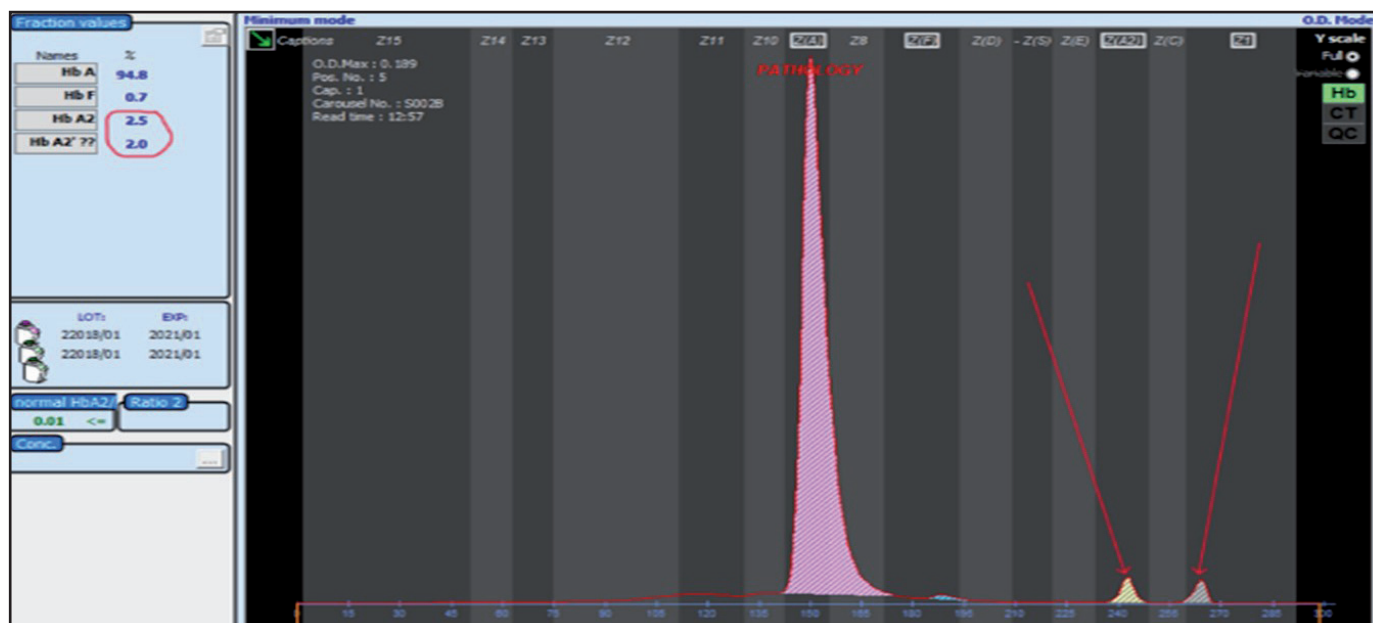 Fraction values
Names %
Hb A 94.8
Hb F 0.7
Hb A2 2.5
Hb A2' ?? 2.0
LOT: EXP:
22018/01 2021/01
22018/01 2021/01
normal HbA2/ Ratio 2
0.01 <=
Conc.
...
Minimum mode O.D. Mode
Captions Z15 Z14 Z13 Z12 Z11 Z10 Z(A) Z8 Z(F) Z(D) - Z(S) Z(E) Z(A2) Z(C) Z1
Y scale
Full
Variable
Hb
CT
QC
O.D.Max : 0.189
Pos. No. : 5
Cap. : 1
Carousel No. : S002B
Read time : 12:57
PATHOLOGY
0 15 30 45 60 75 90 105 120 135 150 165 180 195 210 225 240 255 270 285 300